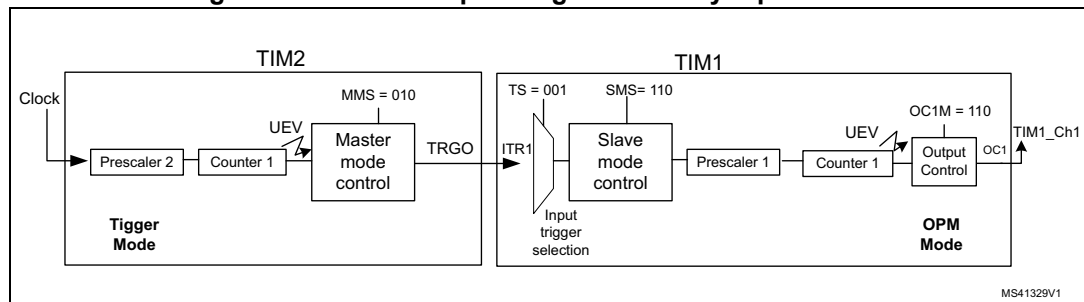 TIM2
TIM1
Clock
MMS = 010
TS = 001
SMS= 110
OC1M = 110
UEV
UEV
TIM1_Ch1
Prescaler 2
Counter 1
Master
mode
control
TRGO
ITR1
Slave
mode
control
Prescaler 1
Counter 1
Output
Control
OC1
Tigger
Mode
Input
trigger
selection
OPM
Mode
MS41329V1